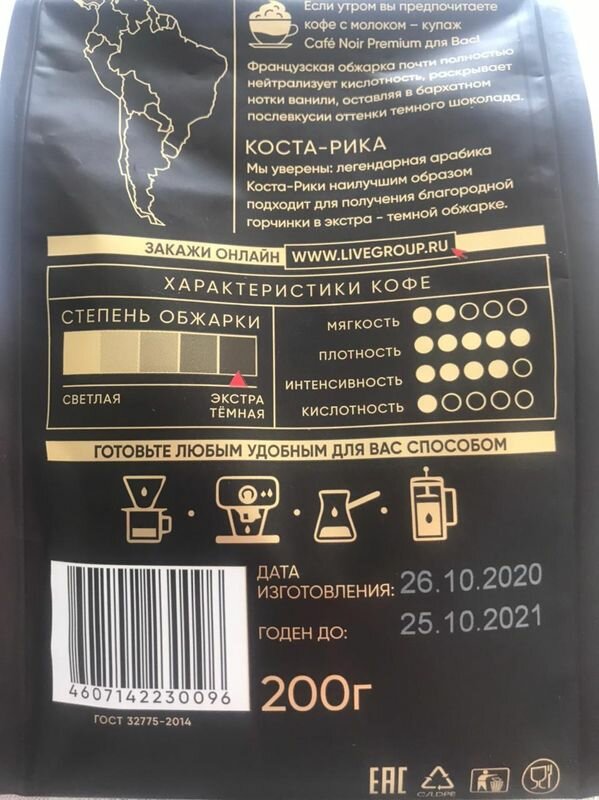 Если утром вы предпочитаете
кофе с молоком – купаж
Café Noir Premium для Вас!
Французская обжарка почти полностью
нейтрализует кислотность, раскрывает
нотки ванили, оставляя в бархатном
послевкусии оттенки темного шоколада.
КОСТА-РИКА
Мы уверены: легендарная арабика
Коста-Рики наилучшим образом
подходит для получения благородной
горчинки в экстра - темной обжарке.
ЗАКАЖИ ОНЛАЙН WWW.LIVEGROUP.RU
ХАРАКТЕРИСТИКИ КОФЕ
СТЕПЕНЬ ОБЖАРКИ
СВЕТЛАЯ
ЭКСТРА
ТЁМНАЯ
МЯГКОСТЬ
ПЛОТНОСТЬ
ИНТЕНСИВНОСТЬ
КИСЛОТНОСТЬ
ГОТОВЬТЕ ЛЮБЫМ УДОБНЫМ ДЛЯ ВАС СПОСОБОМ
ДАТА
ИЗГОТОВЛЕНИЯ: 26.10.2020
ГОДЕН ДО: 25.10.2021
4607142230096
200г
ГОСТ 32775-2014
EAC
C/LDPE